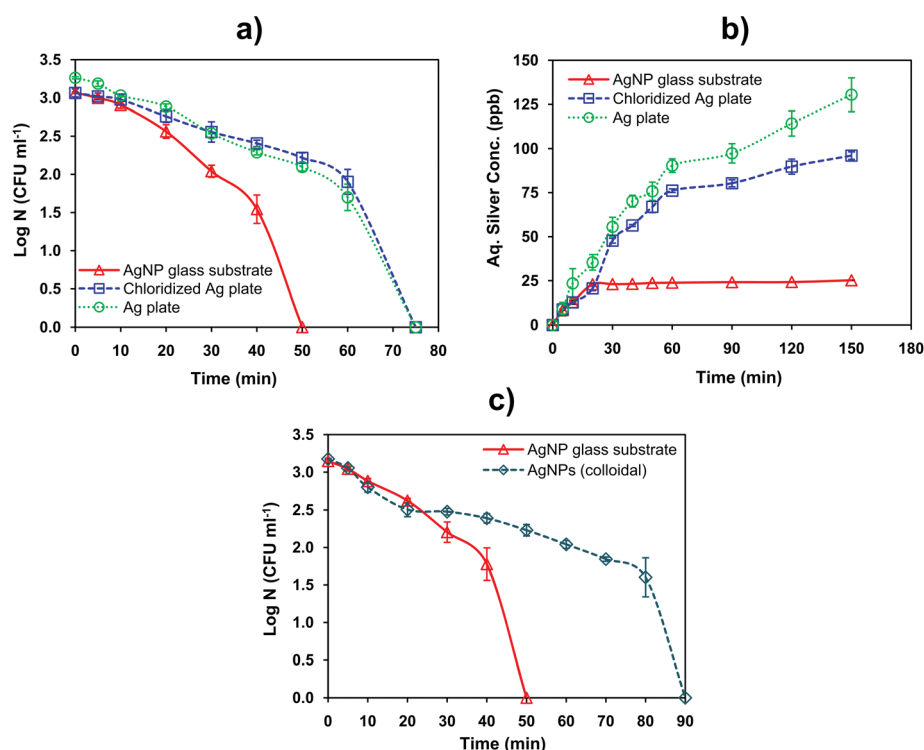 a)
3.5
3.0
2.5
2.0
1.5
1.0
0.5
0.0
Log N (CFU ml-1)
AgNP glass substrate
Chloridized Ag plate
Ag plate
0 10 20 30 40 50 60 70 80
Time (min)
b)
150
125
100
75
50
25
0
Aq. Silver Conc. (ppb)
AgNP glass substrate
Chloridized Ag plate
Ag plate
0 30 60 90 120 150 180
Time (min)
c)
3.5
3.0
2.5
2.0
1.5
1.0
0.5
0.0
Log N (CFU ml-1)
AgNP glass substrate
AgNPs (colloidal)
0 10 20 30 40 50 60 70 80 90
Time (min)